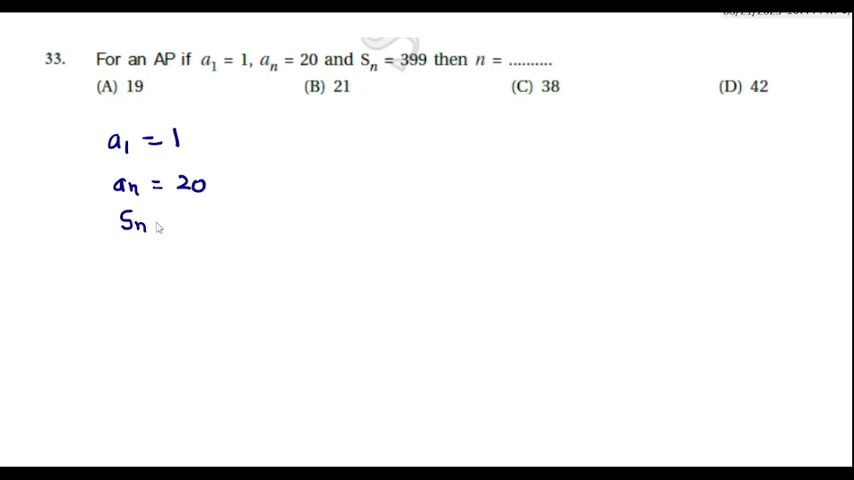 33. For an AP if a₁ = 1, aₙ = 20 and Sₙ = 399 then n = ..........
(A) 19 (B) 21 (C) 38 (D) 42
a₁ = 1
aₙ = 20
Sₙ